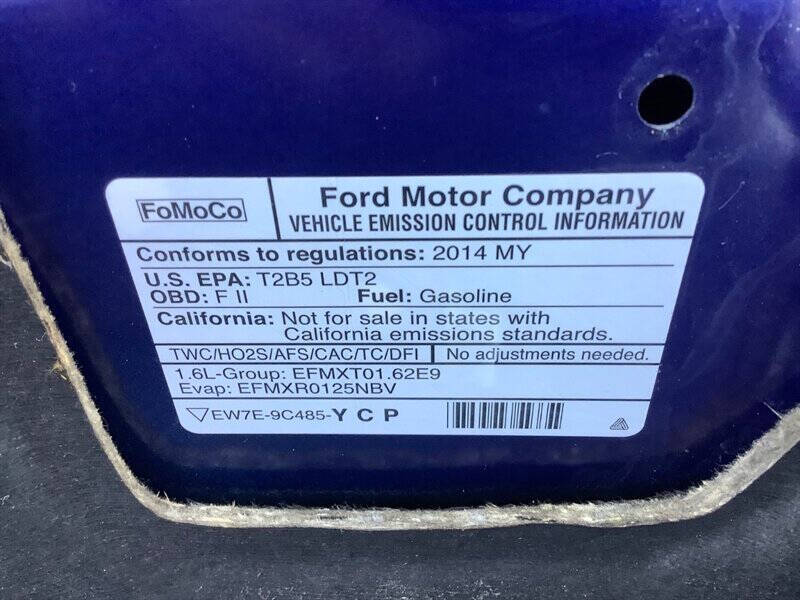 FoMoCo
Ford Motor Company
VEHICLE EMISSION CONTROL INFORMATION
Conforms to regulations: 2014 MY
U.S. EPA: T2B5 LDT2
OBD: F II Fuel: Gasoline
California: Not for sale in states with
California emissions standards.
TWC/HO2S/AFS/CAC/TC/DFI No adjustments needed.
1.6L-Group: EFMXT01.62E9
Evap: EFMXR0125NBV
EW7E-9C485-Y C P